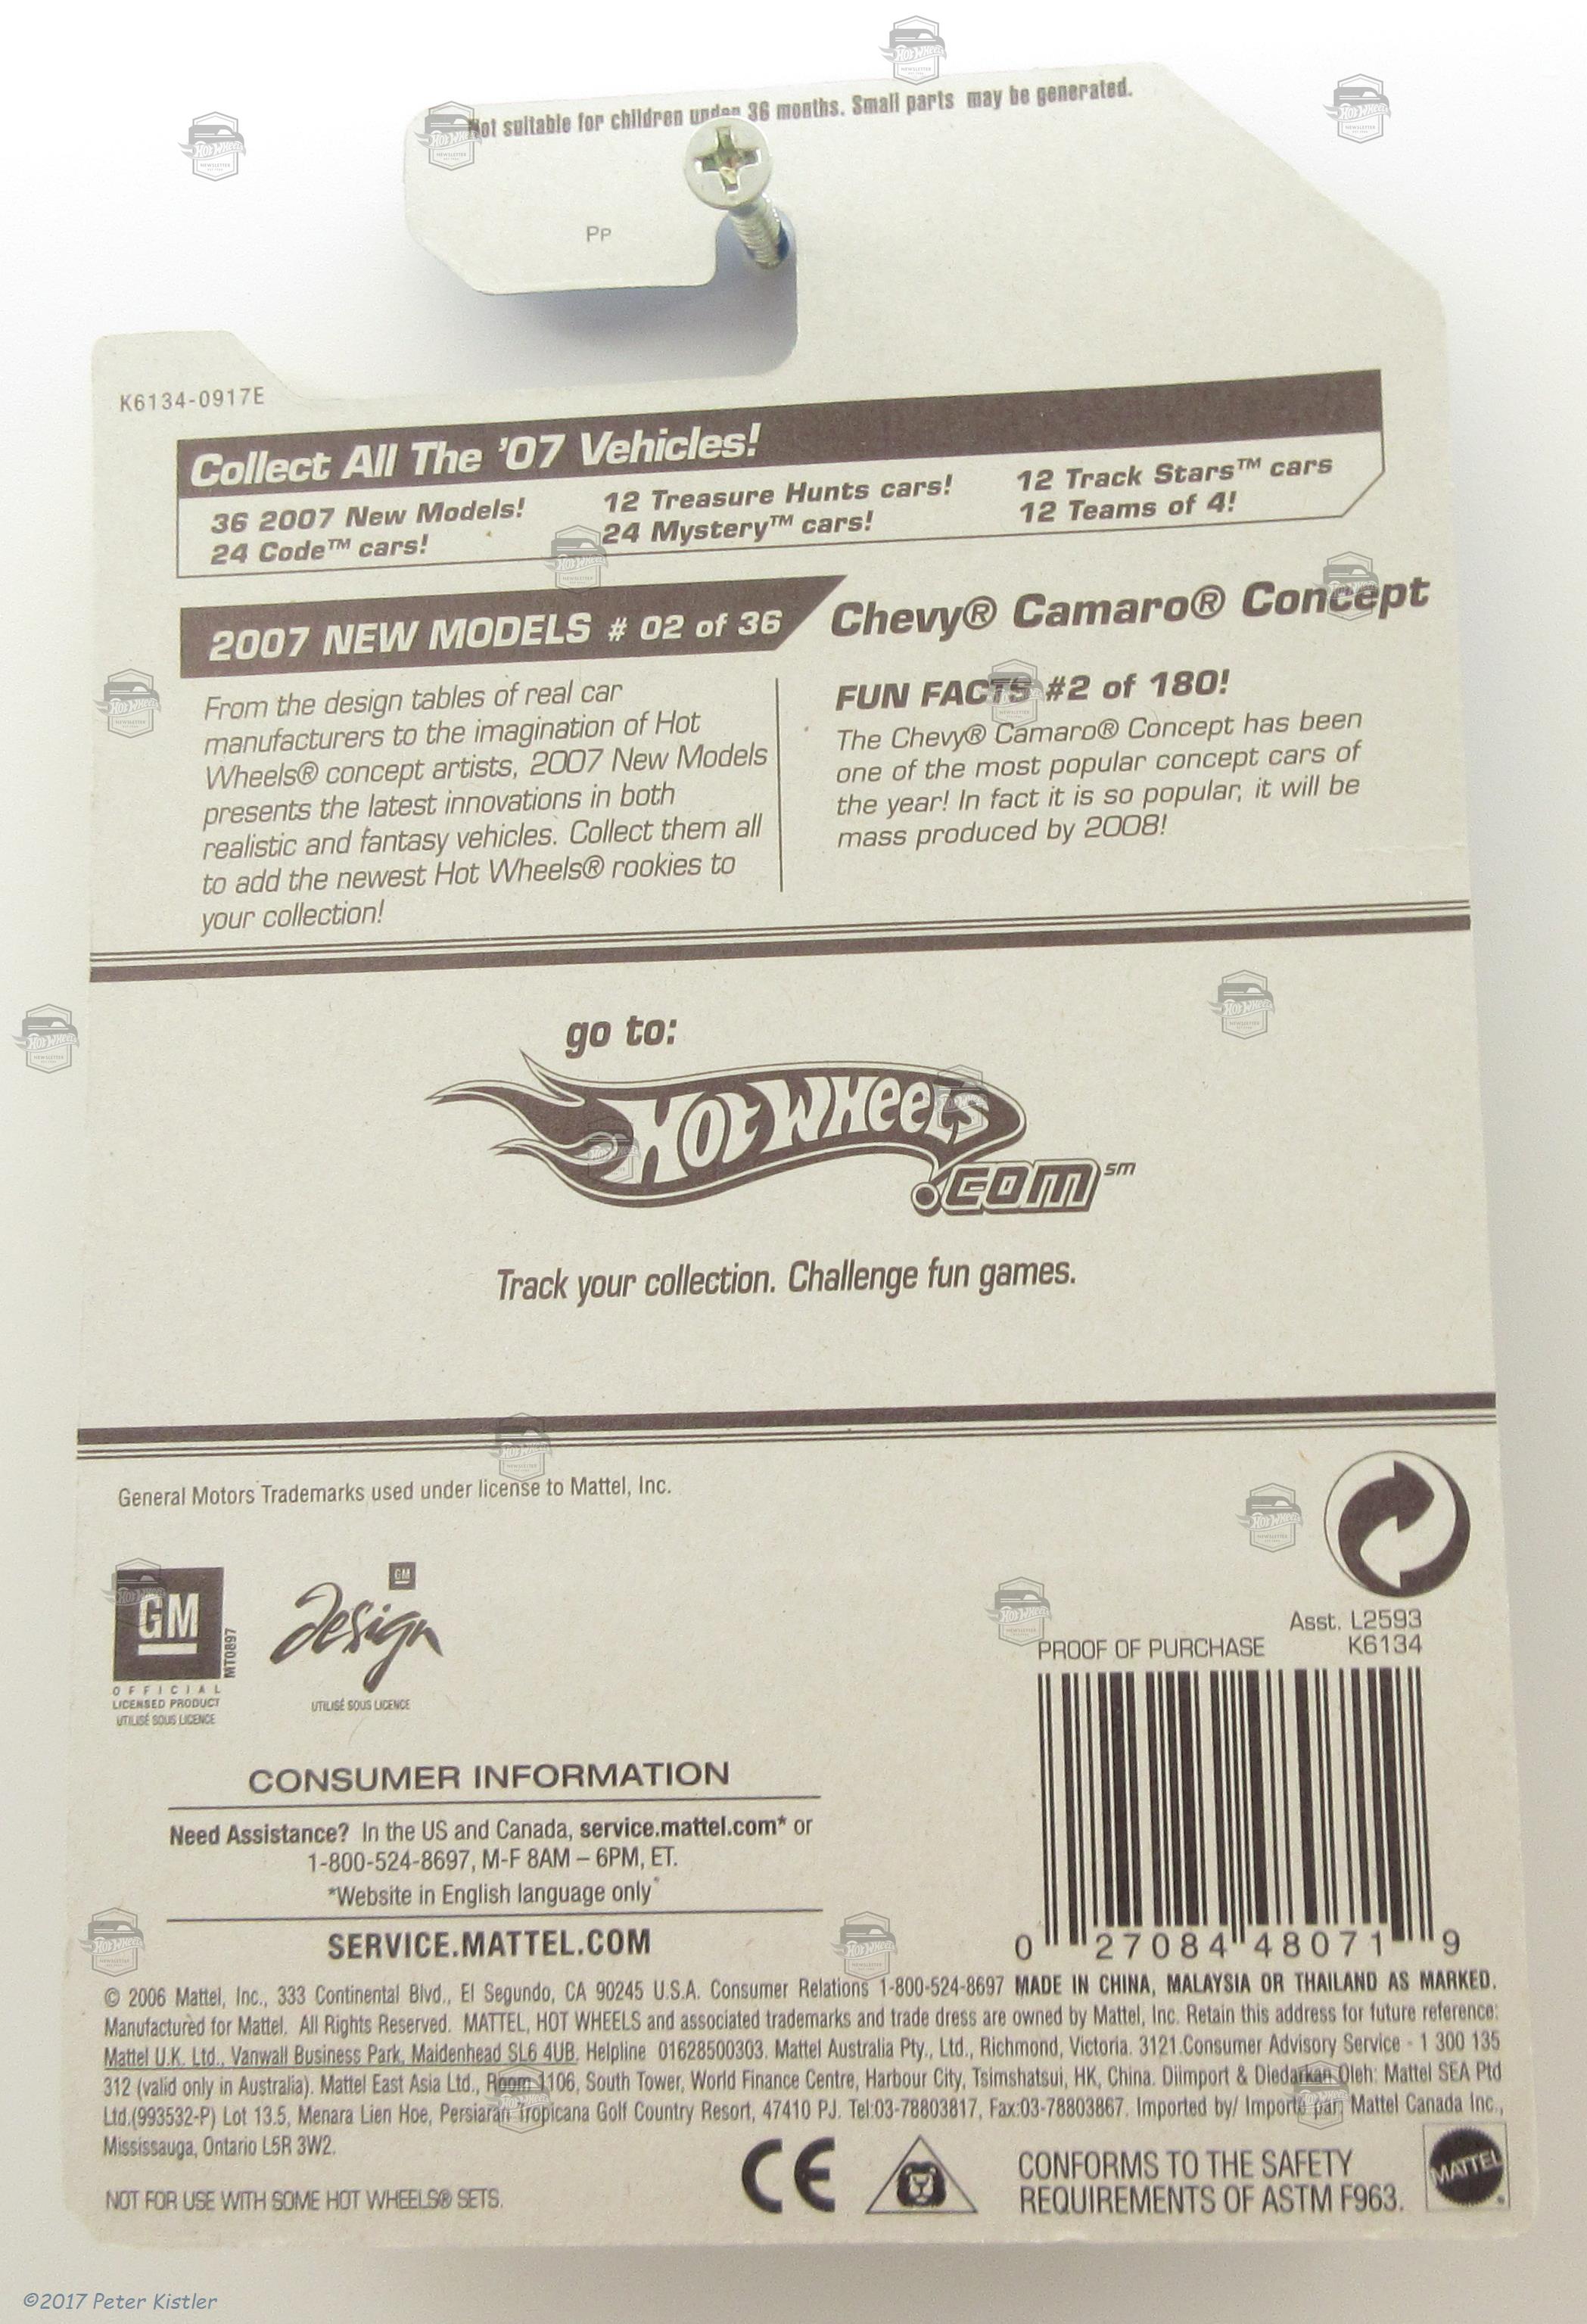 Not suitable for children under 36 months. Small parts may be generated.
PP
K6134-0917E
Collect All The '07 Vehicles!
36 2007 New Models!
24 Code™ cars!
12 Treasure Hunts cars!
24 Mystery™ cars!
12 Track Stars™ cars
12 Teams of 4!
2007 NEW MODELS # 02 of 36
Chevy® Camaro® Concept
From the design tables of real car
manufacturers to the imagination of Hot
Wheels® concept artists, 2007 New Models
presents the latest innovations in both
realistic and fantasy vehicles. Collect them all
to add the newest Hot Wheels® rookies to
your collection!
FUN FACTS #2 of 180!
The Chevy® Camaro® Concept has been
one of the most popular concept cars of
the year! In fact it is so popular, it will be
mass produced by 2008!
go to:
HOT WHEELS
.com sm
Track your collection. Challenge fun games.
General Motors Trademarks used under license to Mattel, Inc.
GM
MT0897
OFFICIAL
LICENSED PRODUCT
UTILISÉ SOUS LICENCE
GM
Design
UTILISÉ SOUS LICENCE
Asst. L2593
PROOF OF PURCHASE K6134
0 27084 48071 9
CONSUMER INFORMATION
Need Assistance? In the US and Canada, service.mattel.com* or
1-800-524-8697, M-F 8AM – 6PM, ET.
*Website in English language only*
SERVICE.MATTEL.COM
© 2006 Mattel, Inc., 333 Continental Blvd., El Segundo, CA 90245 U.S.A. Consumer Relations 1-800-524-8697 MADE IN CHINA, MALAYSIA OR THAILAND AS MARKED.
Manufactured for Mattel. All Rights Reserved. MATTEL, HOT WHEELS and associated trademarks and trade dress are owned by Mattel, Inc. Retain this address for future reference:
Mattel U.K. Ltd., Vanwall Business Park, Maidenhead SL6 4UB. Helpline 01628500303. Mattel Australia Pty., Ltd., Richmond, Victoria. 3121.Consumer Advisory Service - 1 300 135
312 (valid only in Australia). Mattel East Asia Ltd., Room 1106, South Tower, World Finance Centre, Harbour City, Tsimshatsui, HK, China. Diimport & Diedarkan Oleh: Mattel SEA Ptd
Ltd.(993532-P) Lot 13.5, Menara Lien Hoe, Persiaran Tropicana Golf Country Resort, 47410 PJ. Tel:03-78803817, Fax:03-78803867. Imported by/ Importé par: Mattel Canada Inc.,
Mississauga, Ontario L5R 3W2.
NOT FOR USE WITH SOME HOT WHEELS® SETS.
CE
CONFORMS TO THE SAFETY
REQUIREMENTS OF ASTM F963.
MATTEL
©2017 Peter Kistler